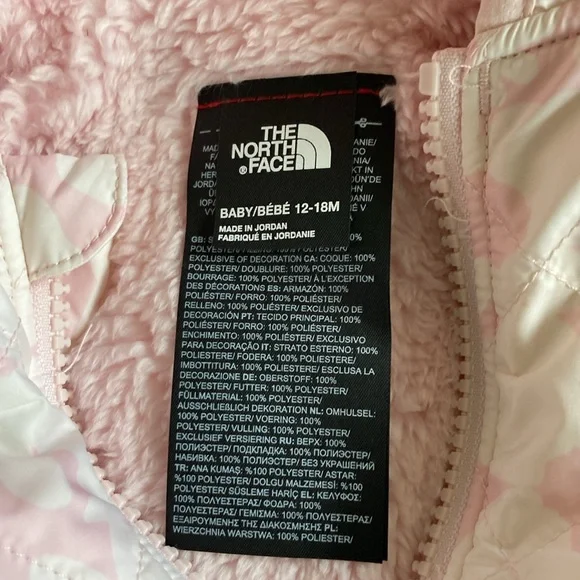 THE
NORTH
FACE
BABY/BÉBÉ 12-18M
MADE IN JORDAN
FABRIQUÉ EN JORDANIE
POLYESTER/
EXCLUSIVE OF DECORATION CA: COQUE: 100%
POLYESTER/ DOUBLURE: 100% POLYESTER/
BOURRAGE: 100% POLYESTER/ À L'EXCEPTION
DES DÉCORATIONS ES: ARMAZÓN: 100%
POLIÉSTER/ FORRO: 100% POLIÉSTER/
RELLENO: 100% POLIÉSTER/EXCLUSIVO DE
DECORACIÓN PT: TECIDO PRINCIPAL: 100%
POLIÉSTER/ FORRO: 100% POLIÉSTER/
ENCHIMENTO: 100% POLIÉSTER/EXCLUSIVO
PARA DECORAÇÃO IT: STRATO ESTERNO: 100%
POLIESTERE/ FODERA: 100% POLIESTERE/
IMBOTTITURA: 100% POLIESTERE/ ESCLUSA LA
DECORAZIONE DE: OBERSTOFF: 100%
POLYESTER/ FUTTER: 100% POLYESTER/
FÜLLMATERIAL: 100% POLYESTER/
AUSSCHLIEßLICH DEKORATION NL: OMHULSEL:
100% POLYESTER/ VOERING: 100%
POLYESTER/ VULLING: 100% POLYESTER/
EXCLUSIEF VERSIERING RU: ВЕРХ: 100%
ПОЛИЭСТЕР/ ПОДКЛАДКА: 100% ПОЛИЭСТЕР/
НАБИВКА: 100% ПОЛИЭСТЕР/ БЕЗ УКРАШЕНИЙ
TR: ANA KUMAŞ: %100 POLYESTER/ ASTAR:
%100 POLYESTER/ DOLGU MALZEMESİ: %100
POLYESTER/ SÜSLEME HARİÇ EL: ΚΕΛΥΦΟΣ:
100% ΠΟΛΥΕΣΤΕΡΑΣ/ ΦΟΔΡΑ: 100%
ΠΟΛΥΕΣΤΕΡΑΣ/ ΓΕΜΙΣΜΑ: 100% ΠΟΛΥΕΣΤΕΡΑΣ/
ΕΞΑΙΡΟΥΜΕΝΗΣ ΤΗΣ ΔΙΑΚΟΣΜΗΣΗΣ PL:
WIERZCHNIA WARSTWA: 100% POLIESTER/